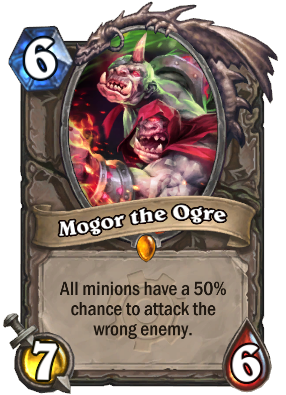 6
Mogor the Ogre
All minions have a 50%
chance to attack the
wrong enemy.
7
6